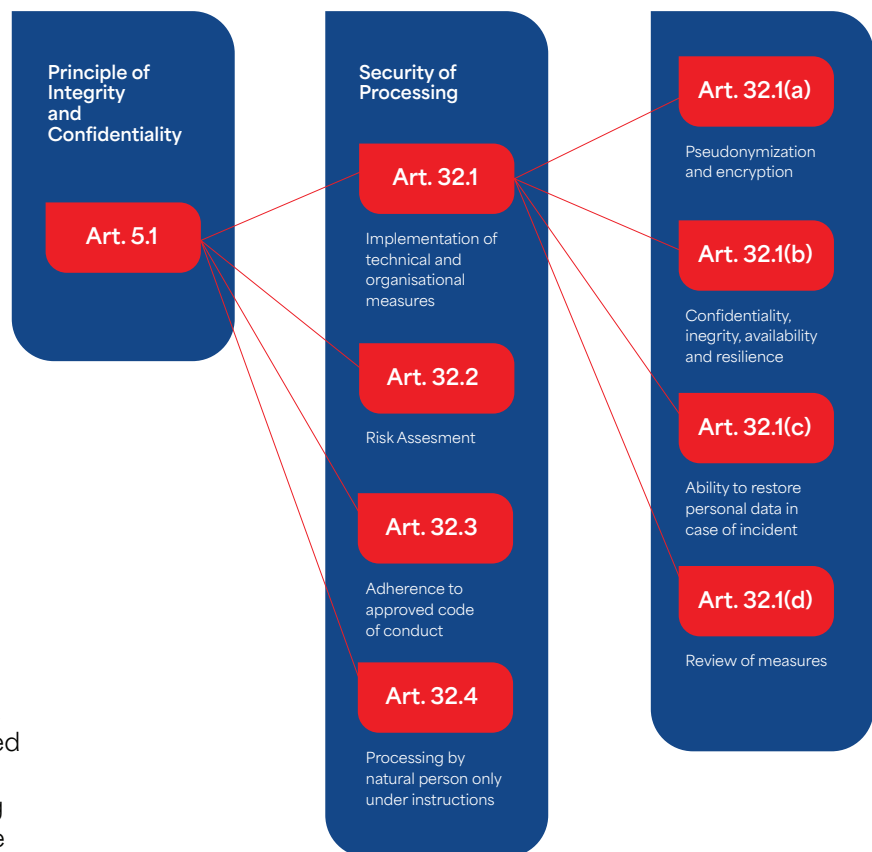 Principle of
Integrity
and
Confidentiality
Art. 5.1
Security of
Processing
Art. 32.1
Implementation of
technical and
organisational
measures
Art. 32.2
Risk Assesment
Art. 32.3
Adherence to
approved code
of conduct
Art. 32.4
Processing by
natural person only
under instructions
Art. 32.1(a)
Pseudonymization
and encryption
Art. 32.1(b)
Confidentiality,
inegrity, availability
and resilience
Art. 32.1(c)
Ability to restore
personal data in
case of incident
Art. 32.1(d)
Review of measures
ed
g
e